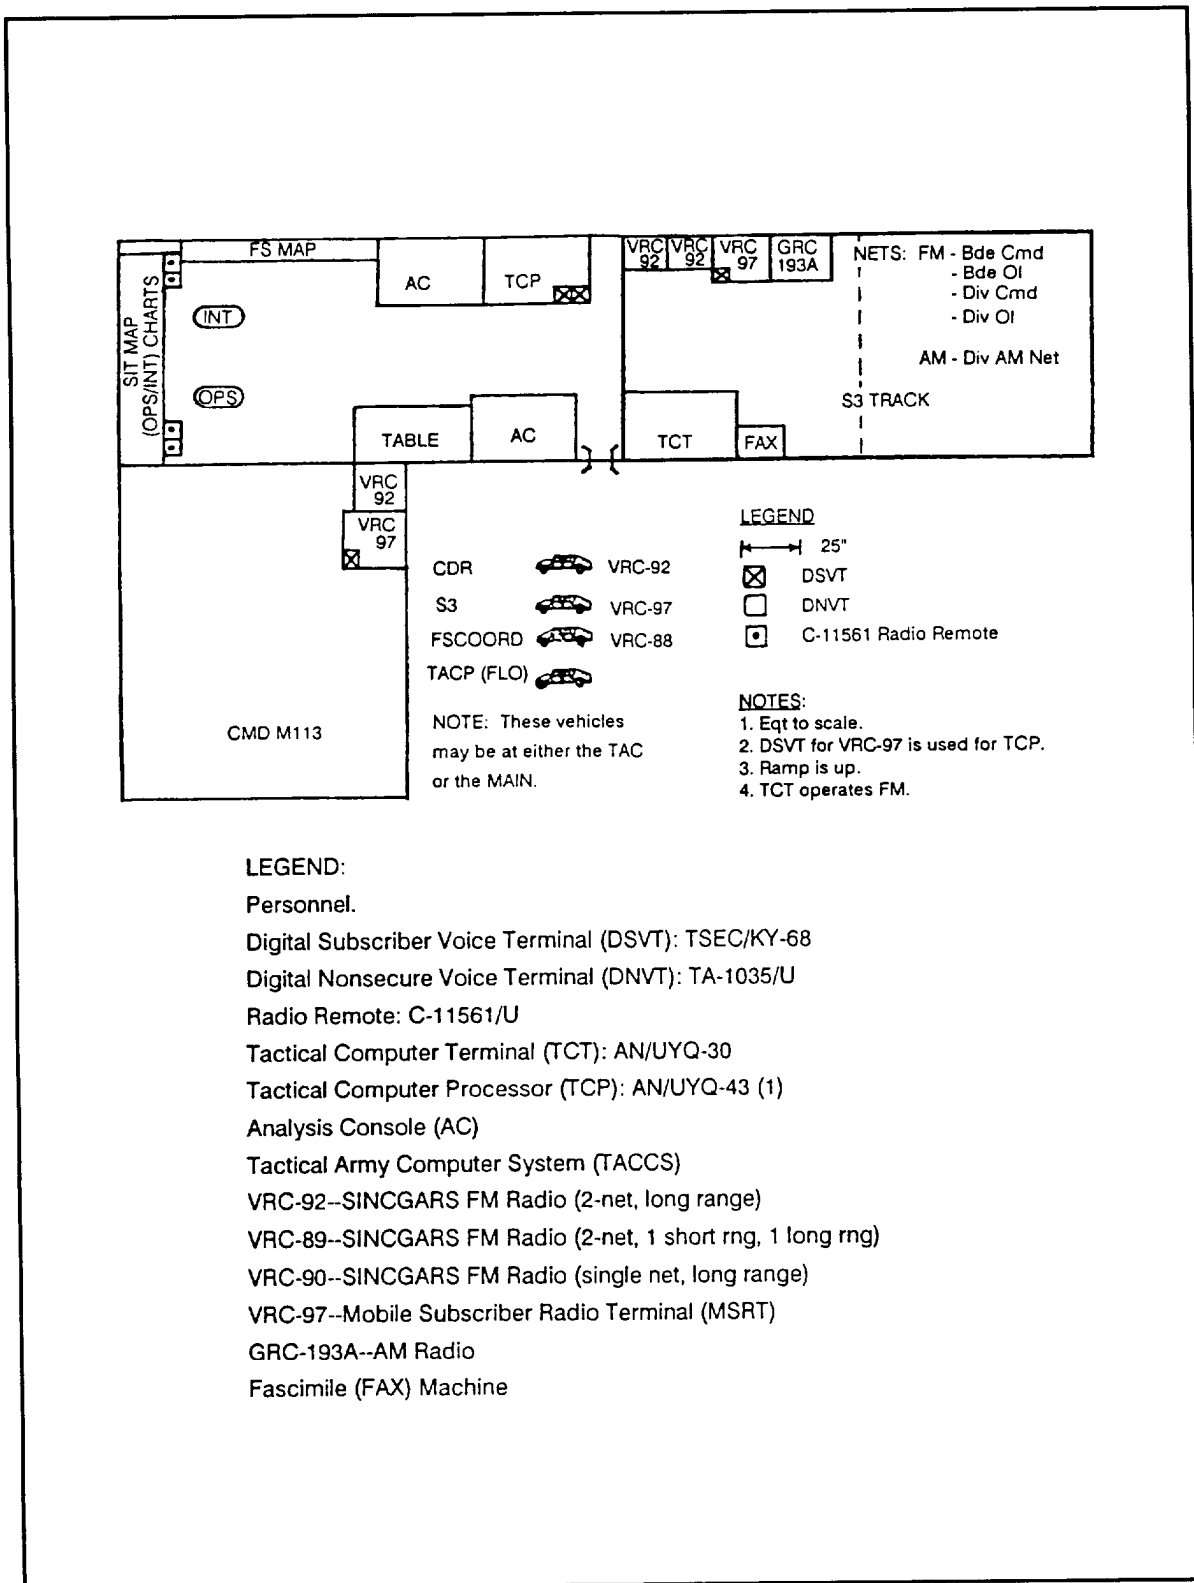 FS MAP
AC
TCP
VRC 92
VRC 92
VRC 97
GRC 193A
NETS: FM - Bde Cmd
- Bde OI
- Div Cmd
- Div OI
AM - Div AM Net
SIT MAP
(OPS/INT) CHARTS
INT
OPS
S3 TRACK
TABLE
AC
TCT
FAX
VRC 92
VRC 97
CMD M113
CDR VRC-92
S3 VRC-97
FSCOORD VRC-88
TACP (FLO)
NOTE: These vehicles
may be at either the TAC
or the MAIN.
LEGEND
25"
DSVT
DNVT
C-11561 Radio Remote
NOTES:
1. Eqt to scale.
2. DSVT for VRC-97 is used for TCP.
3. Ramp is up.
4. TCT operates FM.
LEGEND:
Personnel.
Digital Subscriber Voice Terminal (DSVT): TSEC/KY-68
Digital Nonsecure Voice Terminal (DNVT): TA-1035/U
Radio Remote: C-11561/U
Tactical Computer Terminal (TCT): AN/UYQ-30
Tactical Computer Processor (TCP): AN/UYQ-43 (1)
Analysis Console (AC)
Tactical Army Computer System (TACCS)
VRC-92--SINCGARS FM Radio (2-net, long range)
VRC-89--SINCGARS FM Radio (2-net, 1 short rng, 1 long rng)
VRC-90--SINCGARS FM Radio (single net, long range)
VRC-97--Mobile Subscriber Radio Terminal (MSRT)
GRC-193A--AM Radio
Fascimile (FAX) Machine